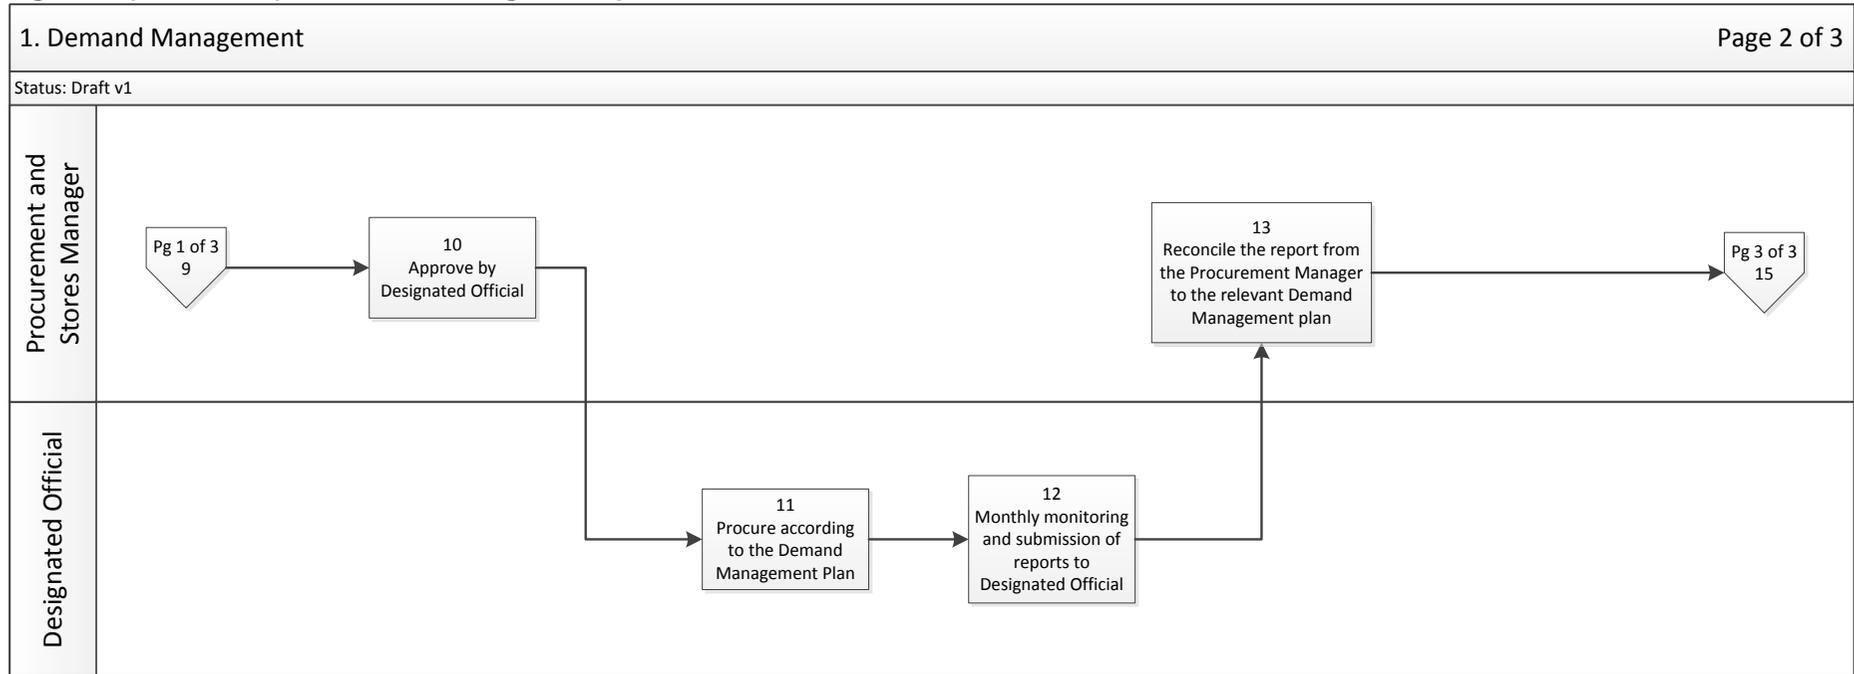 1. Demand Management
Page 2 of 3
Status: Draft v1
Procurement and
Stores Manager
Pg 1 of 3
9
10
Approve by
Designated Official
13
Reconcile the report from
the Procurement Manager
to the relevant Demand
Management plan
Pg 3 of 3
15
Designated Official
11
Procure according
to the Demand
Management Plan
12
Monthly monitoring
and submission of
reports to
Designated Official